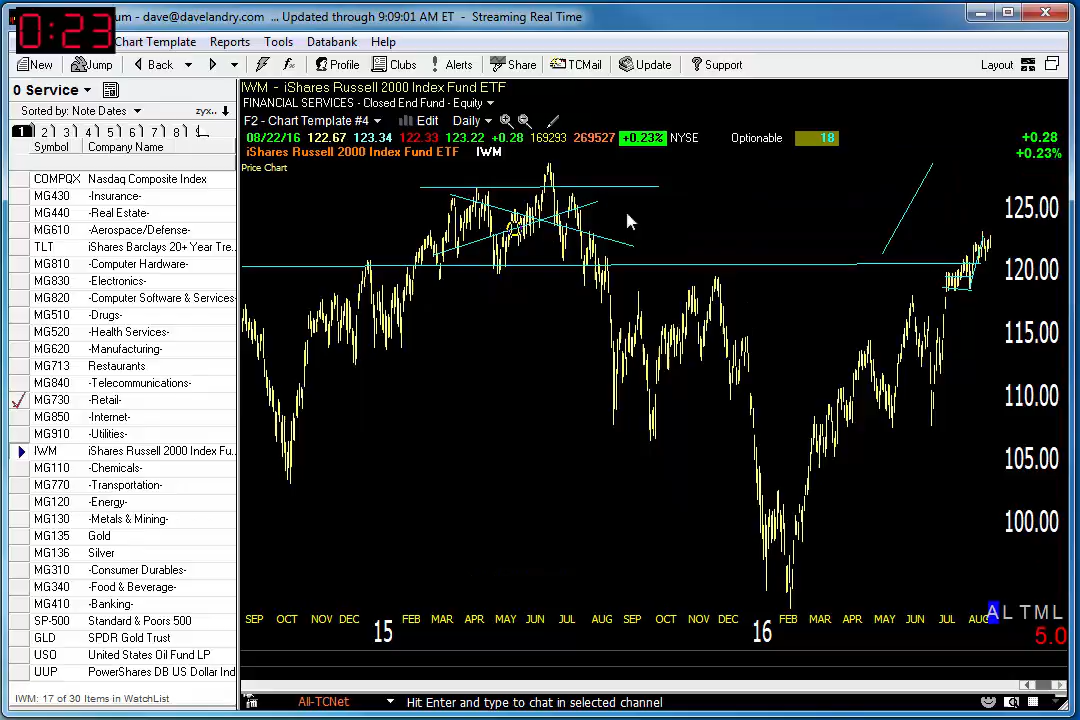 um - dave@davelandry.com ... Updated through 9:09:01 AM ET - Streaming Real Time
0:23
Chart Template Reports Tools Databank Help
New Jump Back Profile Clubs Alerts Share TCMail Update Support Layout
0 Service
Sorted by: Note Dates zyx..
1 2 3 4 5 6 7 8
Symbol Company Name
COMPQX Nasdaq Composite Index
MG430 -Insurance-
MG440 -Real Estate-
MG610 -Aerospace/Defense-
TLT iShares Barclays 20+ Year Tre..
MG810 -Computer Hardware-
MG830 -Electronics-
MG820 -Computer Software & Services-
MG510 -Drugs-
MG520 -Health Services-
MG620 -Manufacturing-
MG713 Restaurants
MG840 -Telecommunications-
MG730 -Retail-
MG850 -Internet-
MG910 -Utilities-
IWM iShares Russell 2000 Index Fu..
MG110 -Chemicals-
MG770 -Transportation-
MG120 -Energy-
MG130 -Metals & Mining-
MG135 Gold
MG136 Silver
MG310 -Consumer Durables-
MG340 -Food & Beverage-
MG410 -Banking-
SP-500 Standard & Poors 500
GLD SPDR Gold Trust
USO United States Oil Fund LP
UUP PowerShares DB US Dollar Ind
IWM: 17 of 30 Items in WatchList
IWM - iShares Russell 2000 Index Fund ETF
FINANCIAL SERVICES - Closed End Fund - Equity
F2 - Chart Template #4 Edit Daily
08/22/16 122.67 123.34 122.33 123.22 +0.28 169293 269527 +0.23% NYSE Optionable 18 +0.28
+0.23%
iShares Russell 2000 Index Fund ETF IWM
Price Chart
125.00
120.00
115.00
110.00
105.00
100.00
A L T M L
5.0
SEP OCT NOV DEC 15 FEB MAR APR MAY JUN JUL AUG SEP OCT NOV DEC 16 FEB MAR APR MAY JUN JUL AUG
All-TCNet Hit Enter and type to chat in selected channel